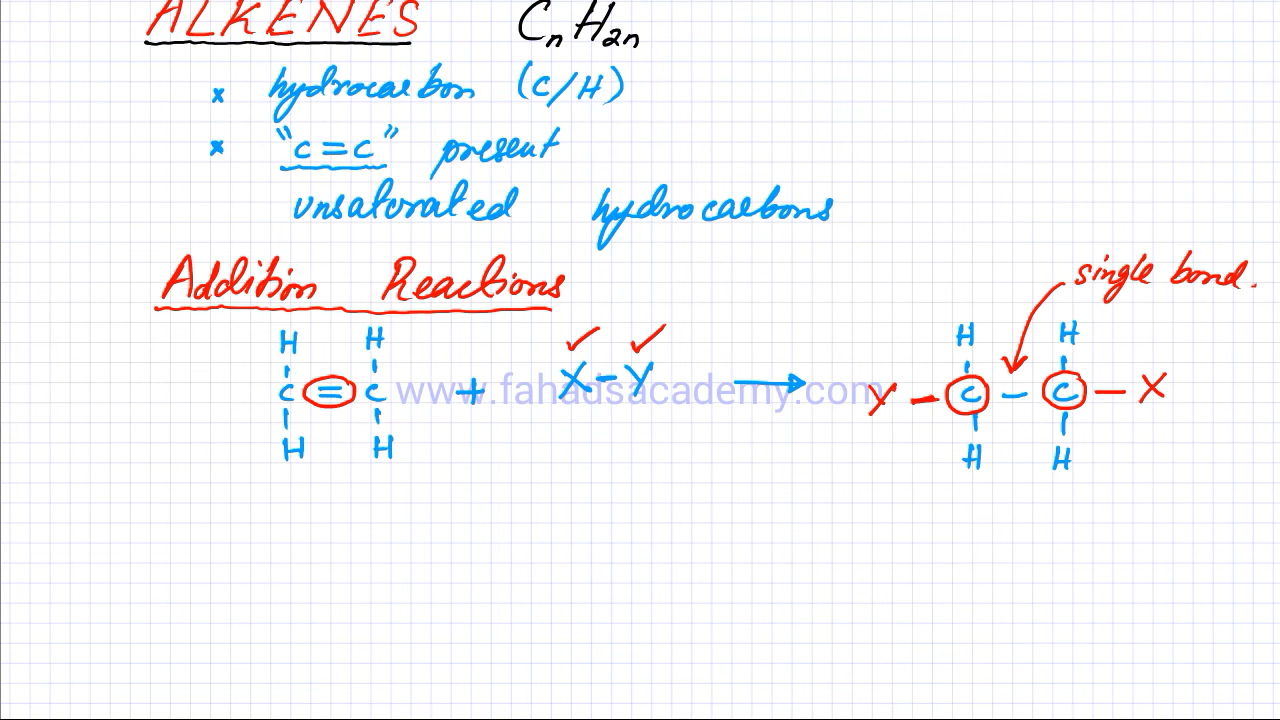 ALKENES CnH2n
× hydrocarbon (C/H)
× "C=C" present
unsaturated hydrocarbons
Addition Reactions
single bond.
H H H H
C = C + X-Y → Y - C - C - X
H H H H
www.fahadsacademy.com